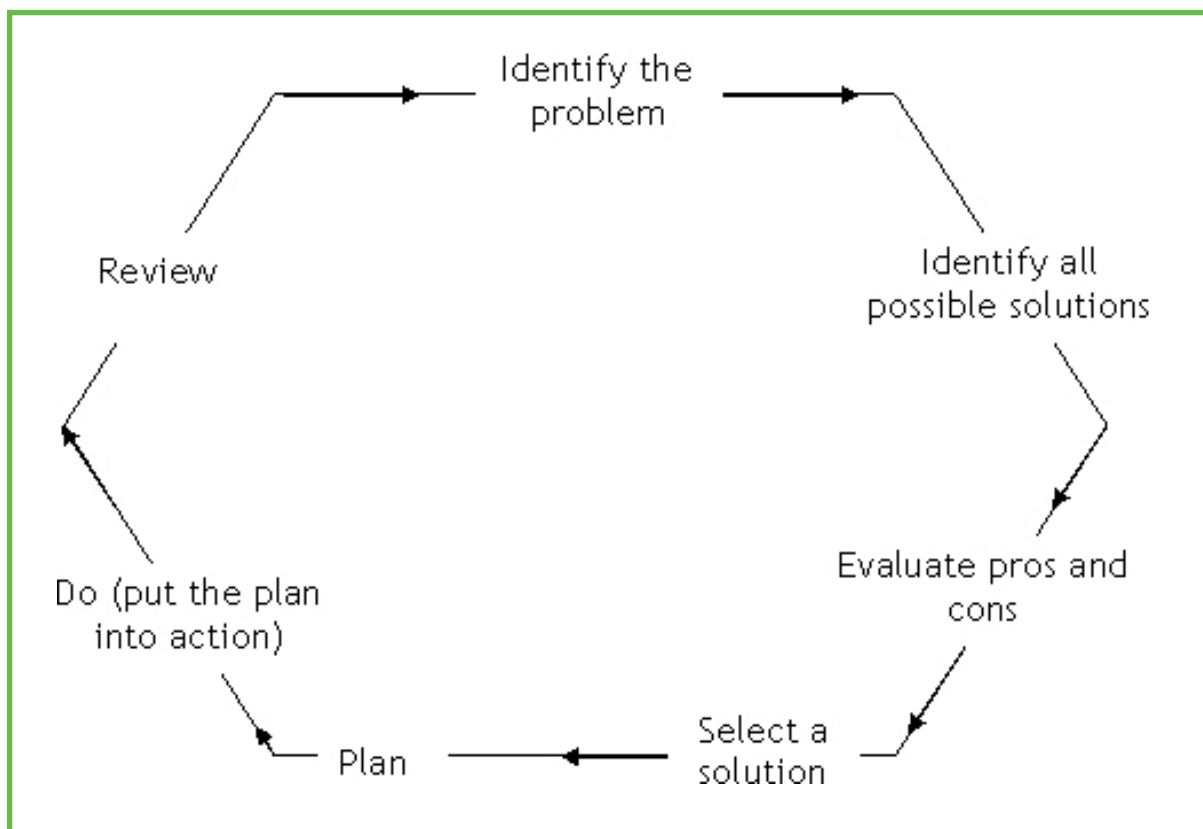 Identify the
problem
Identify all
possible solutions
Evaluate pros and
cons
Select a
solution
Plan
Do (put the plan
into action)
Review